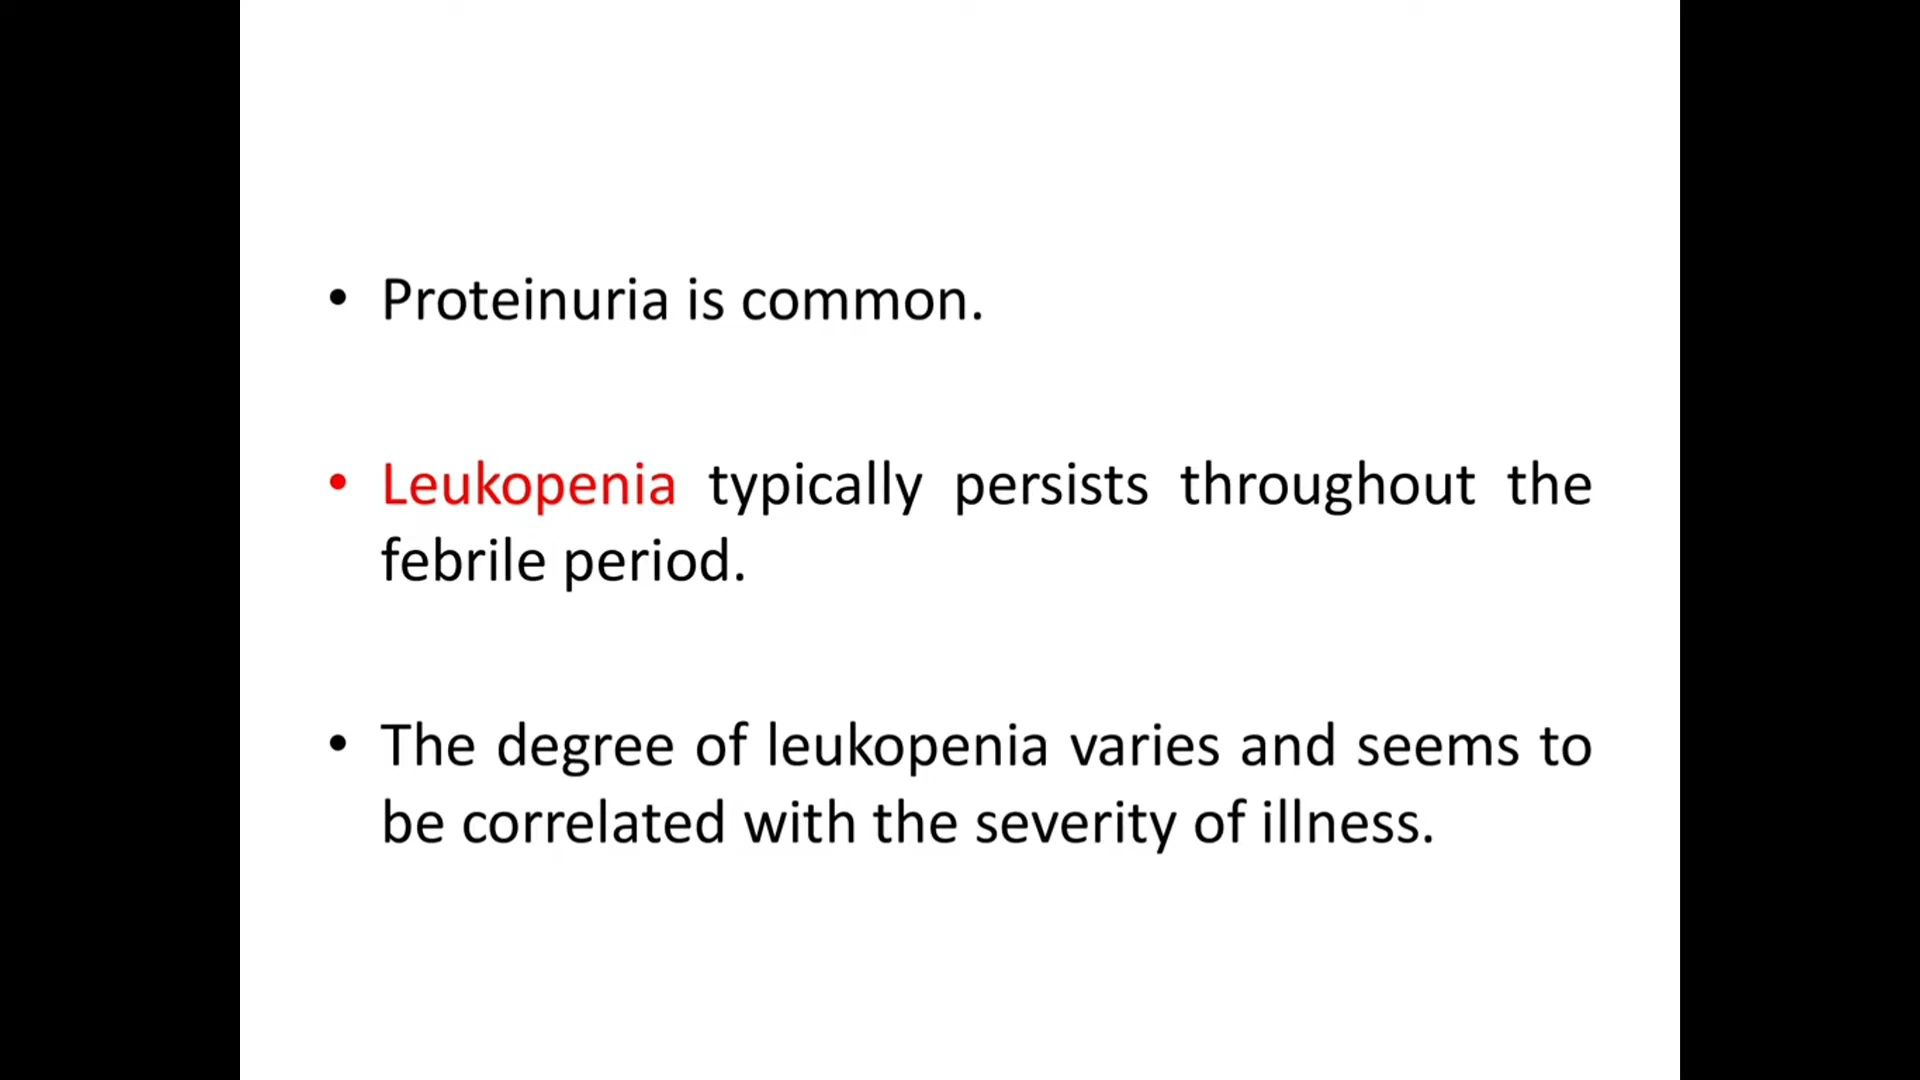 • Proteinuria is common.
• Leukopenia typically persists throughout the
febrile period.
• The degree of leukopenia varies and seems to
be correlated with the severity of illness.